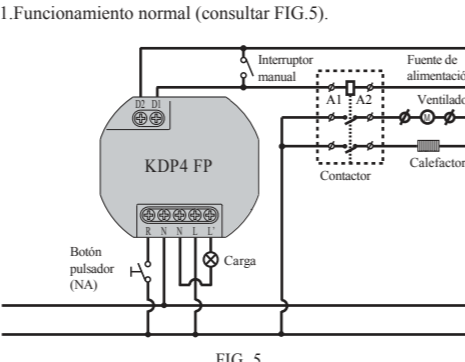 1.Funcionamiento normal (consultar FIG.5).
Interruptor
manual
Fuente de
alimentació
D2 D1
A1 A2
Ventilado
M
KDP4 FP
Calefactor
Contactor
R N N L L'
Botón
pulsador
(NA)
Carga
FIG. 5